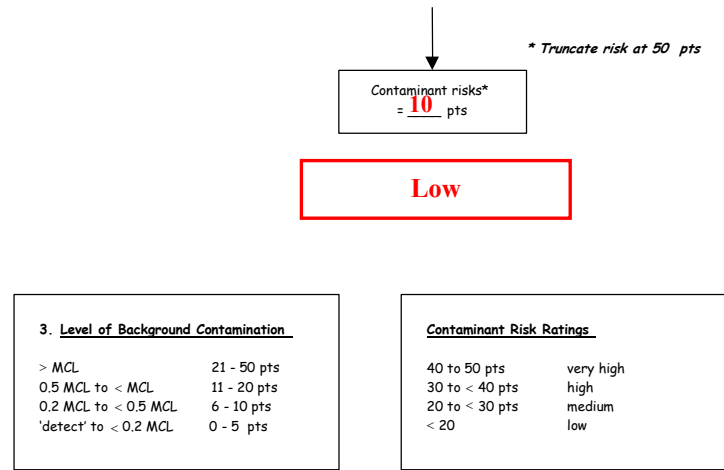 * Truncate risk at 50 pts
Contaminant risks*
= 10 pts
Low
3. Level of Background Contamination
> MCL 21 - 50 pts
0.5 MCL to < MCL 11 - 20 pts
0.2 MCL to < 0.5 MCL 6 - 10 pts
'detect' to < 0.2 MCL 0 - 5 pts
Contaminant Risk Ratings
40 to 50 pts very high
30 to < 40 pts high
20 to < 30 pts medium
< 20 low